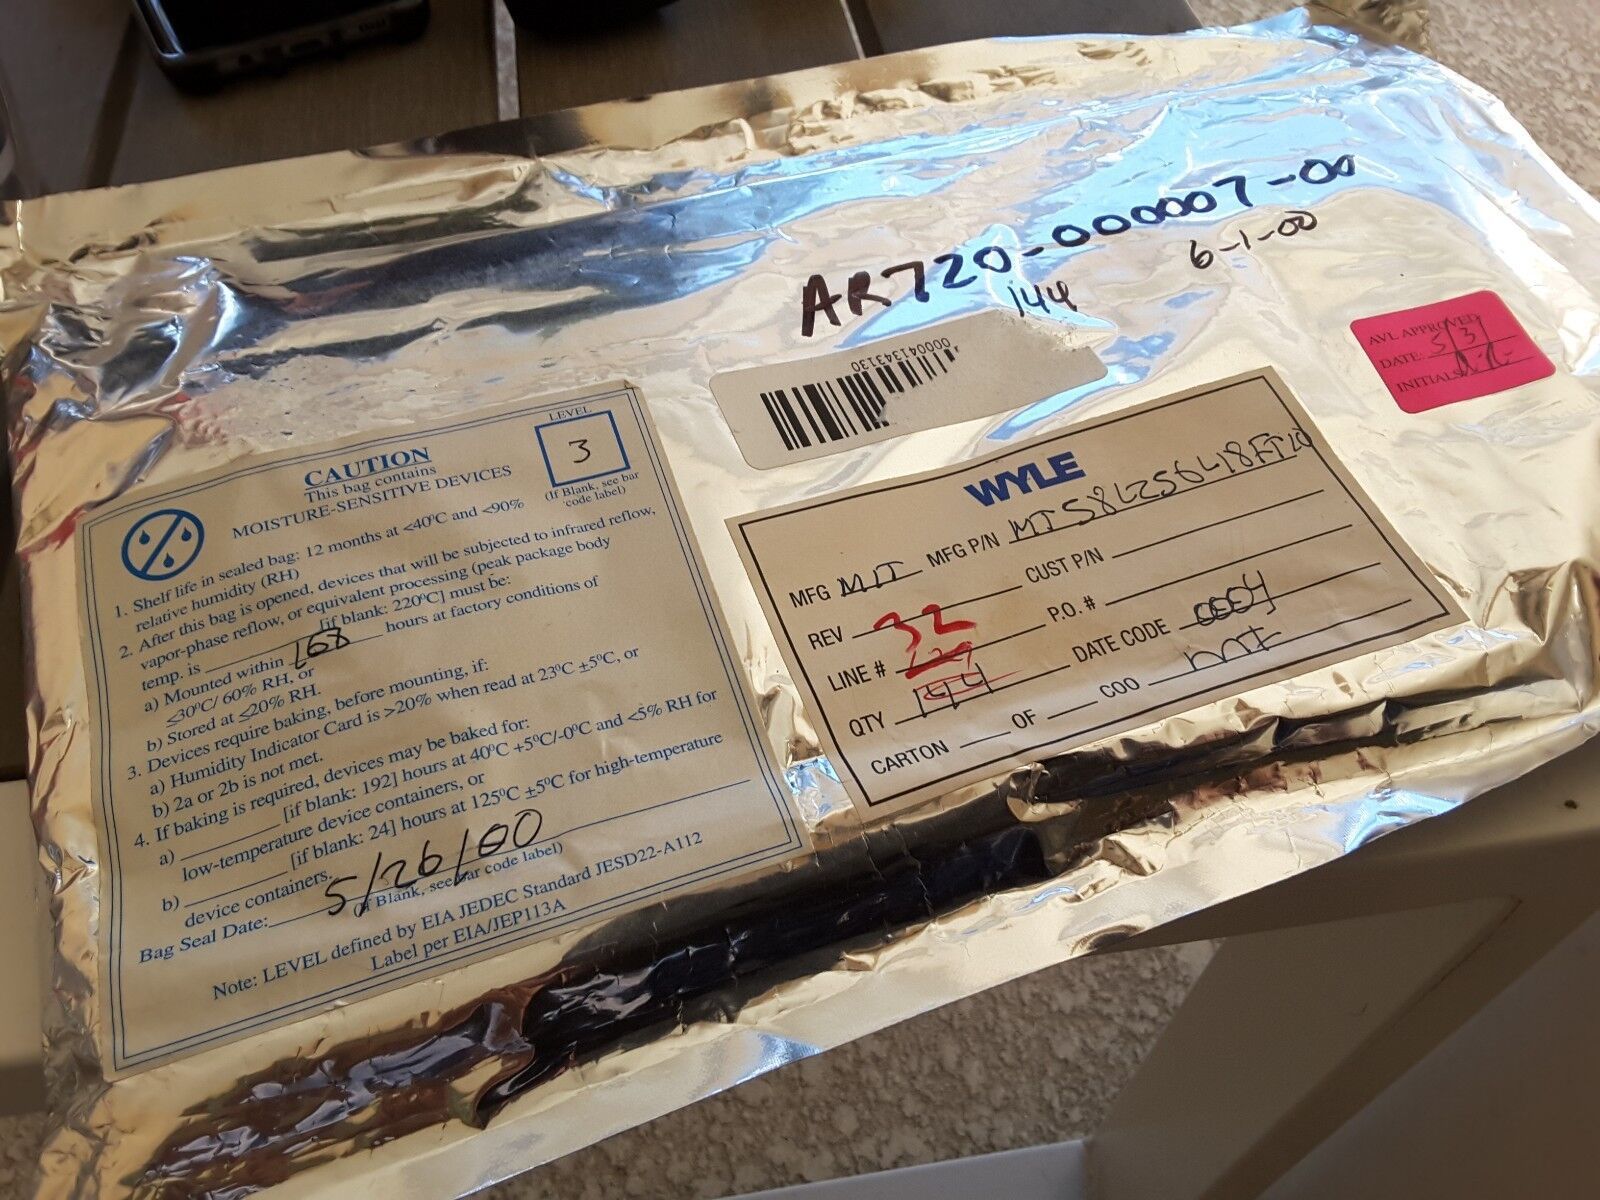 AR720-000007-00
144
6-1-00
000041343130
AVL APPROVED
DATE: 5/31
INITIALS
CAUTION
This bag contains
MOISTURE-SENSITIVE DEVICES
LEVEL
3
(If Blank, see bar
code label)
1. Shelf life in sealed bag: 12 months at <40°C and <90%
relative humidity (RH)
2. After this bag is opened, devices that will be subjected to infrared reflow,
vapor-phase reflow, or equivalent processing (peak package body
temp. is [if blank: 220°C] must be:
a) Mounted within 168 hours at factory conditions of
≤30°C/ 60% RH, or
b) Stored at ≤20% RH.
3. Devices require baking, before mounting, if:
a) Humidity Indicator Card is >20% when read at 23°C ±5°C, or
b) 2a or 2b is not met.
4. If baking is required, devices may be baked for:
a) [if blank: 192] hours at 40°C +5°C/-0°C and <5% RH for
low-temperature device containers, or
b) [if blank: 24] hours at 125°C ±5°C for high-temperature
device containers.
Bag Seal Date: 5/26/00
(If Blank, see bar code label)
Note: LEVEL defined by EIA JEDEC Standard JESD22-A112
Label per EIA/JEP113A
WYLE
MFG MIT MFG P/N MT58L256L18FT10
REV CUST P/N
LINE # 32 P.O. #
QTY 144 DATE CODE
CARTON OF COO